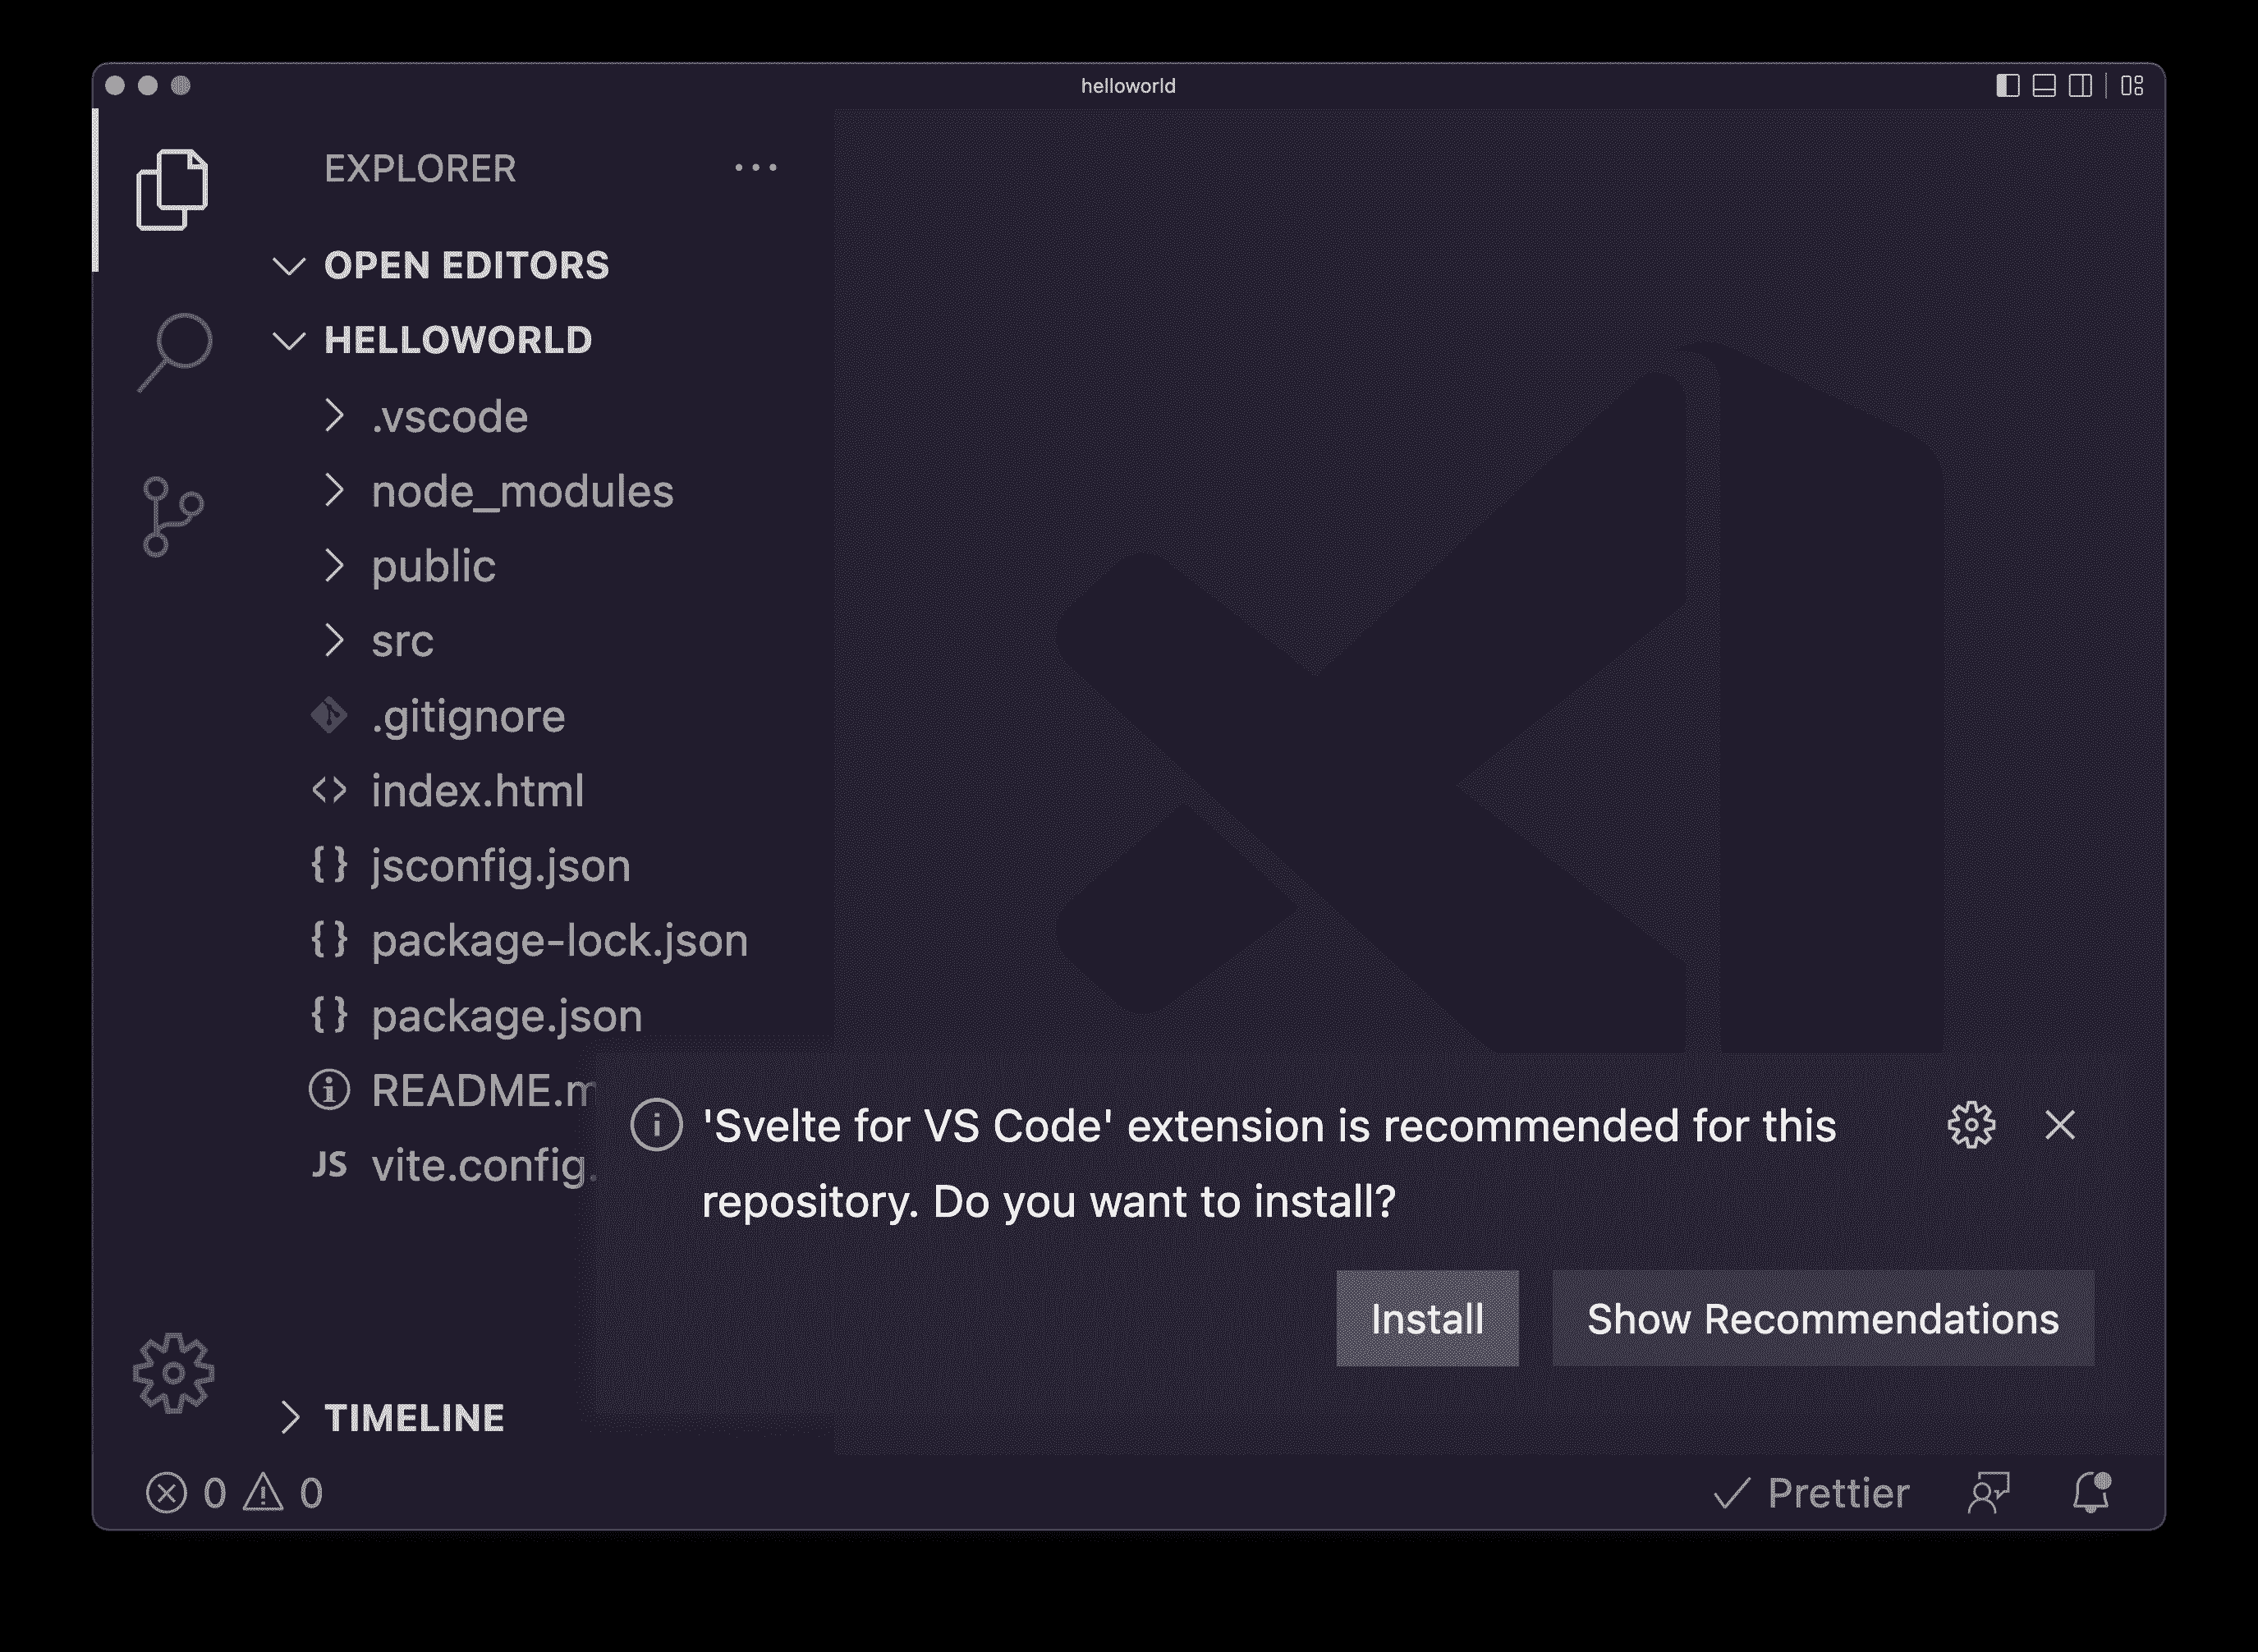 helloworld
EXPLORER
OPEN EDITORS
HELLOWORLD
.vscode
node_modules
public
src
.gitignore
index.html
jsconfig.json
package-lock.json
package.json
README.m
JS vite.config.
'Svelte for VS Code' extension is recommended for this
repository. Do you want to install?
Install Show Recommendations
TIMELINE
0 0 Prettier